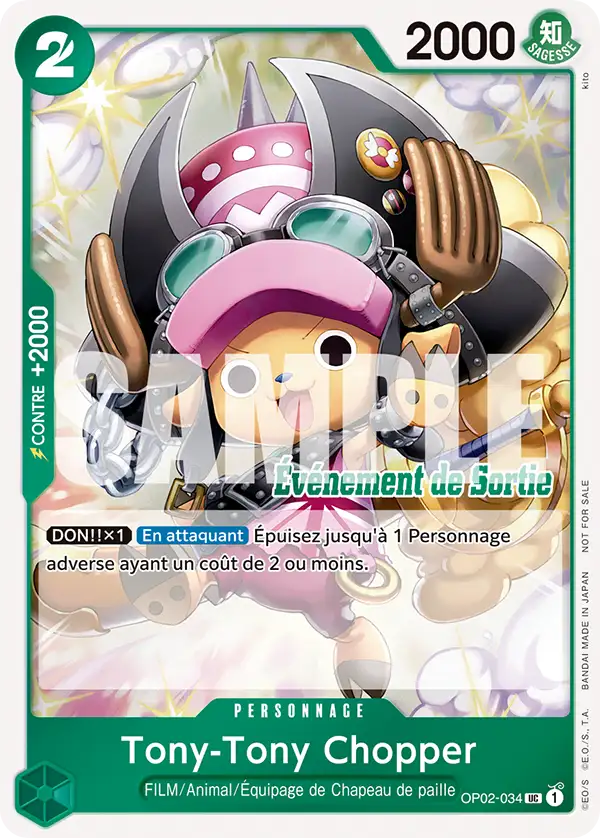 2
2000
知
SAGESSE
kito
CONTRE +2000
SAMPLE
Événement de Sortie
DON!!×1 En attaquant Épuisez jusqu'à 1 Personnage
adverse ayant un coût de 2 ou moins.
PERSONNAGE
Tony-Tony Chopper
FILM/Animal/Équipage de Chapeau de paille
OP02-034 UC 1
©EO/S ©E.O./S., T.A. BANDAI MADE IN JAPAN NOT FOR SALE